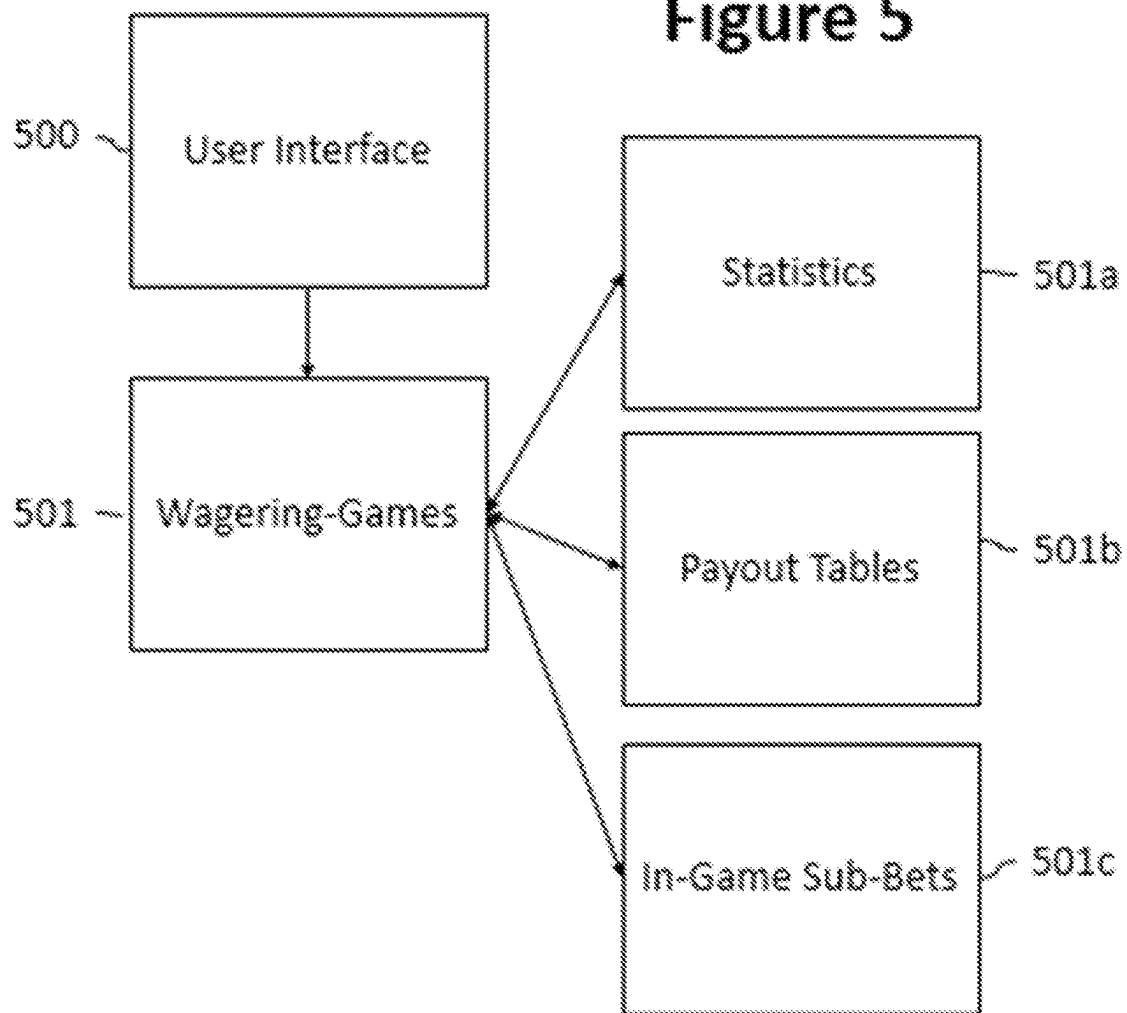 Figure 5
500
User Interface
Statistics
501a
501
Wagering-Games
Payout Tables
501b
In-Game Sub-Bets
501c